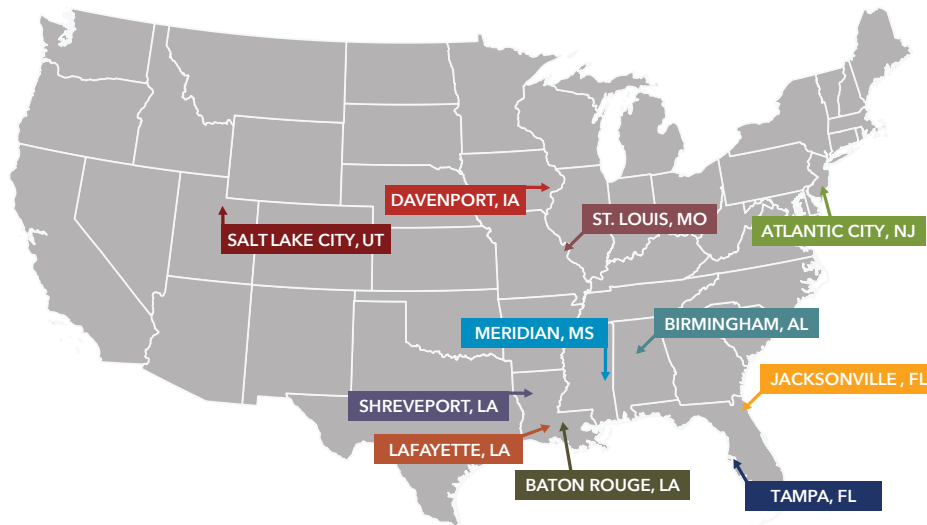 DAVENPORT, IA
ST. LOUIS, MO
SALT LAKE CITY, UT
ATLANTIC CITY, NJ
MERIDIAN, MS
BIRMINGHAM, AL
JACKSONVILLE , FL
SHREVEPORT, LA
LAFAYETTE, LA
BATON ROUGE, LA
TAMPA, FL